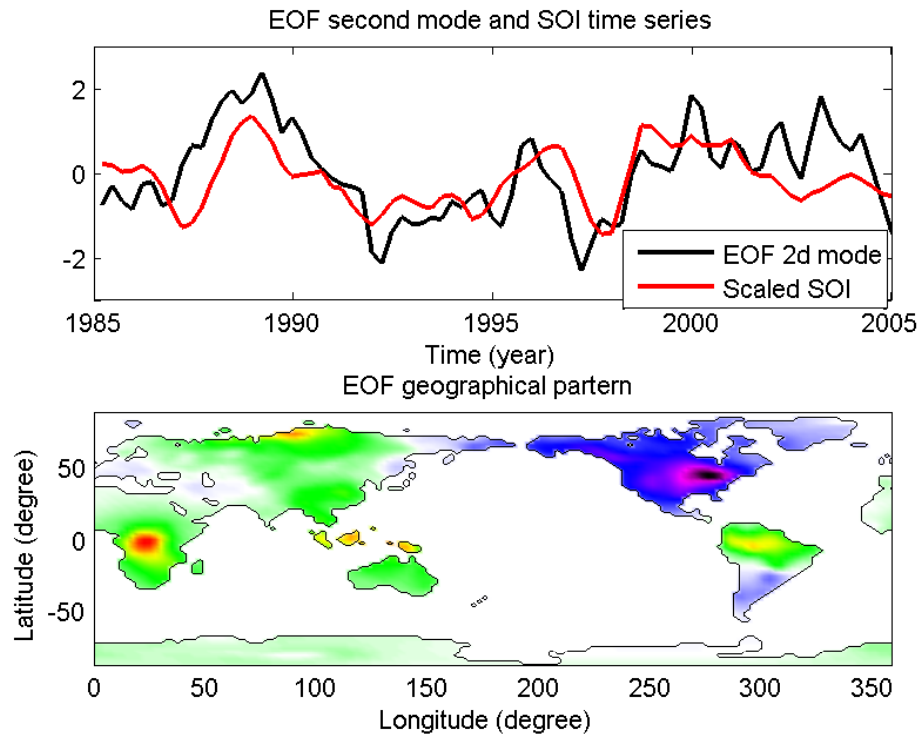 EOF second mode and SOI time series
2
0
-2
EOF 2d mode
Scaled SOI
1985 1990 1995 2000 2005
Time (year)
EOF geographical partern
Latitude (degree)
50
0
-50
0 50 100 150 200 250 300 350
Longitude (degree)